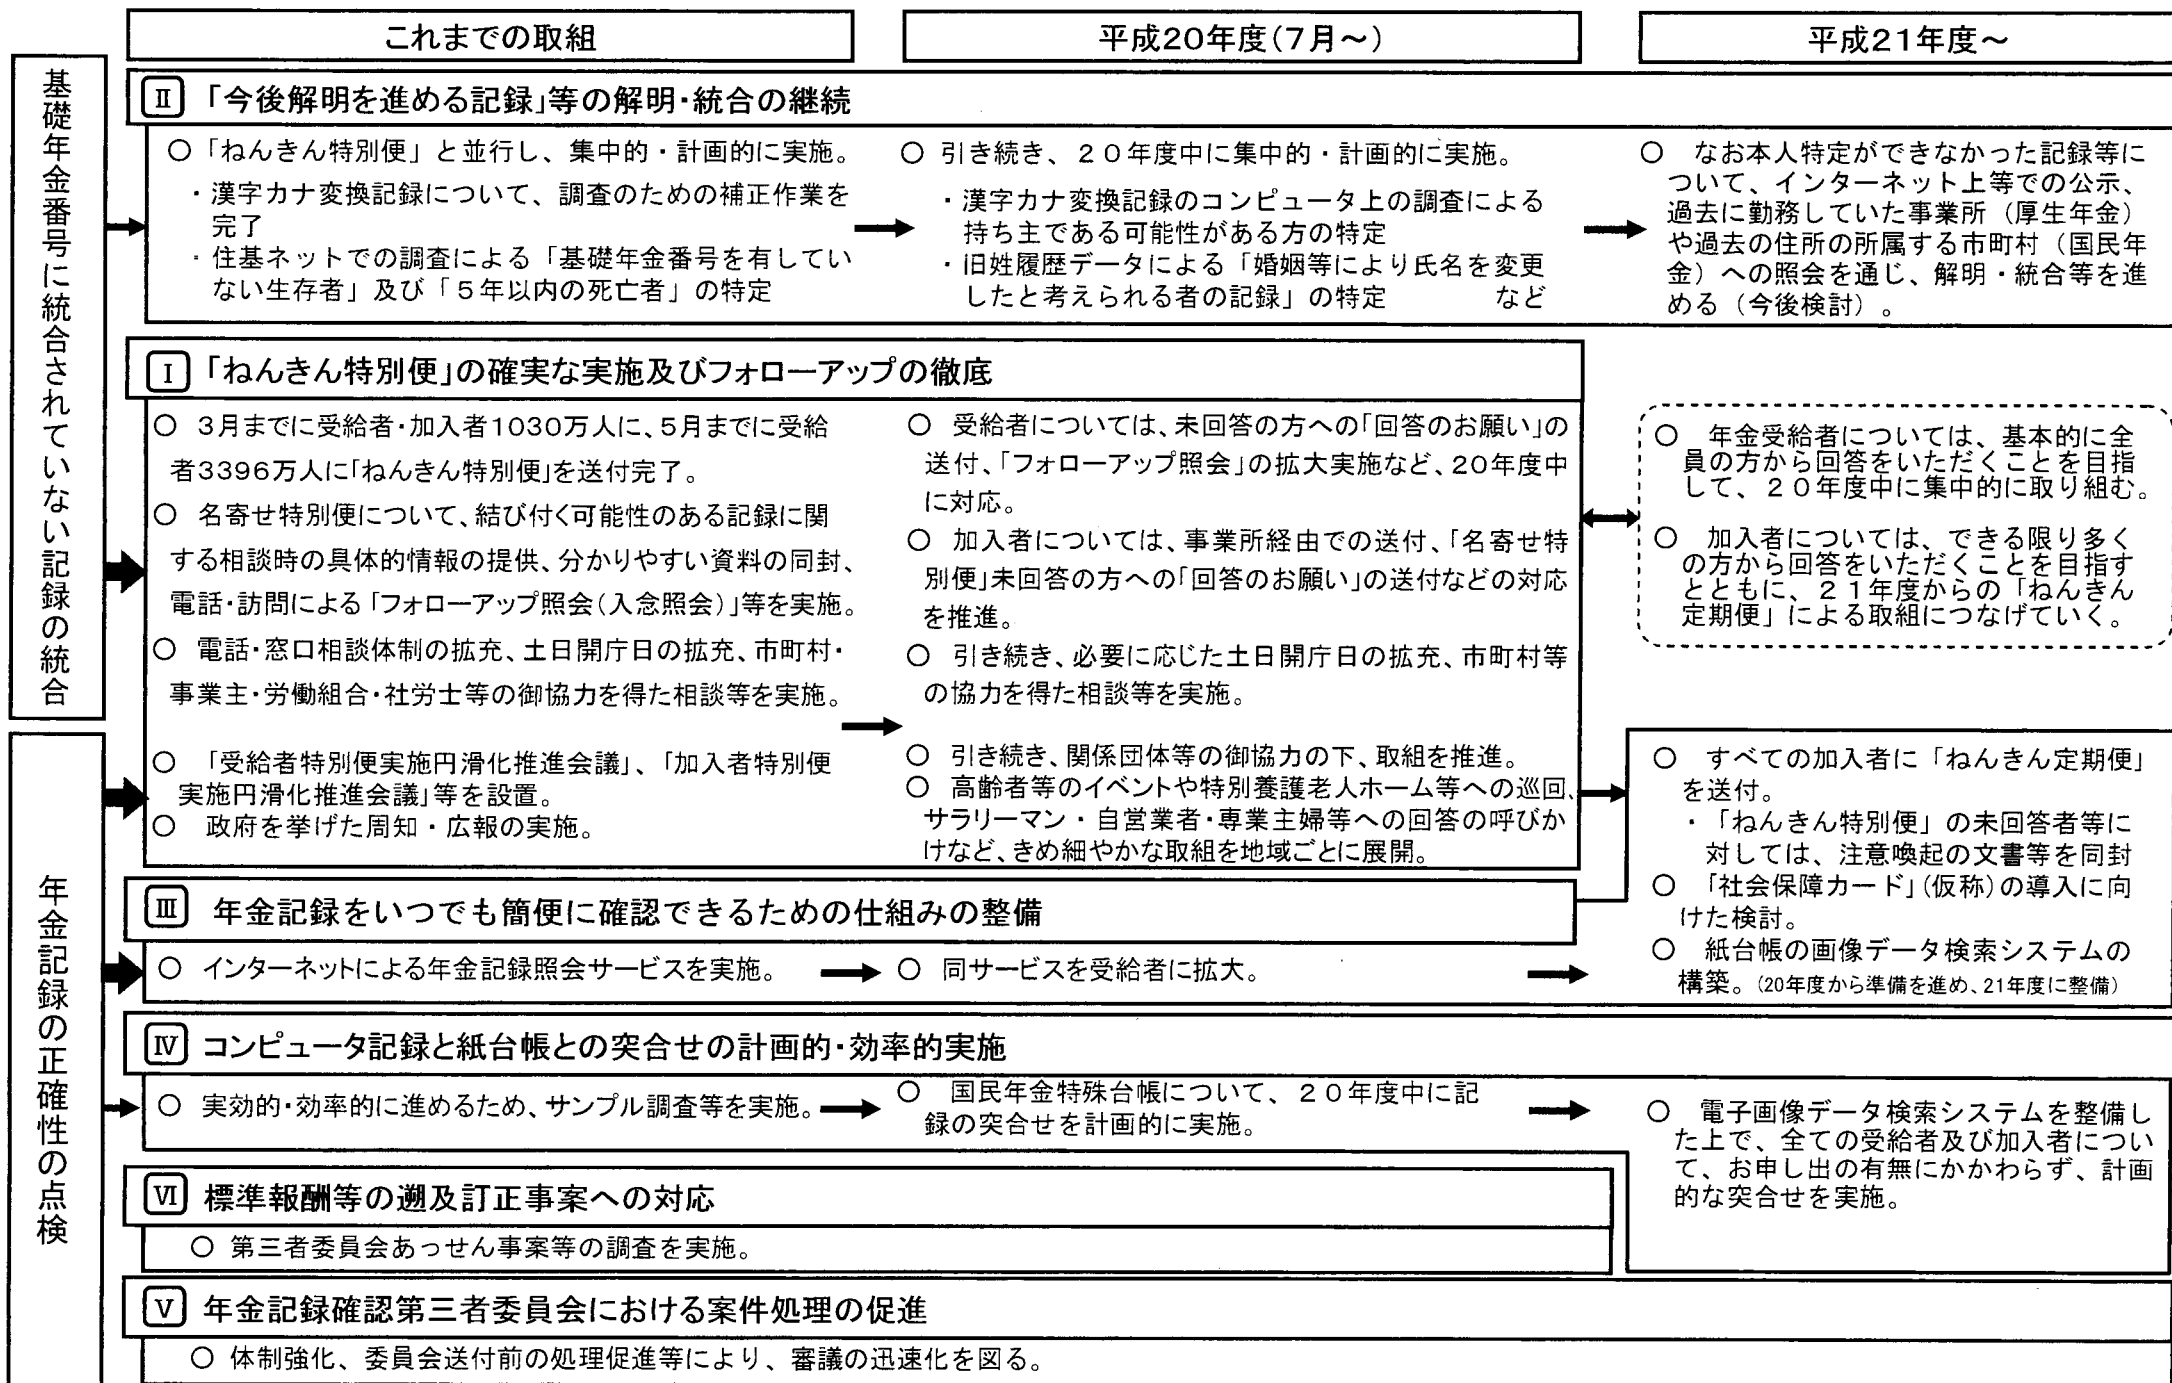 これまでの取組
平成20年度(7月～)
平成21年度～
基礎年金番号に統合されていない記録の統合
Ⅱ 「今後解明を進める記録」等の解明・統合の継続
○「ねんきん特別便」と並行し、集中的・計画的に実施。
・漢字カナ変換記録について、調査のための補正作業を
完了
・住基ネットでの調査による「基礎年金番号を有してい
ない生存者」及び「５年以内の死亡者」の特定
○ 引き続き、２０年度中に集中的・計画的に実施。
・漢字カナ変換記録のコンピュータ上の調査による
持ち主である可能性がある方の特定
・旧姓履歴データによる「婚姻等により氏名を変更
したと考えられる者の記録」の特定 など
○ なお本人特定ができなかった記録等に
ついて、インターネット上等での公示、
過去に勤務していた事業所（厚生年金）
や過去の住所の所属する市町村（国民年
金）への照会を通じ、解明・統合等を進
める（今後検討）。
Ⅰ 「ねんきん特別便」の確実な実施及びフォローアップの徹底
○ 3月までに受給者・加入者1030万人に、5月までに受給
者3396万人に「ねんきん特別便」を送付完了。
○ 名寄せ特別便について、結び付く可能性のある記録に関
する相談時の具体的情報の提供、分かりやすい資料の同封、
電話・訪問による「フォローアップ照会(入念照会)」等を実施。
○ 電話・窓口相談体制の拡充、土日開庁日の拡充、市町村・
事業主・労働組合・社労士等の御協力を得た相談等を実施。
○ 「受給者特別便実施円滑化推進会議」、「加入者特別便
実施円滑化推進会議」等を設置。
○ 政府を挙げた周知・広報の実施。
○ 受給者については、未回答の方への「回答のお願い」の
送付、「フォローアップ照会」の拡大実施など、20年度中
に対応。
○ 加入者については、事業所経由での送付、「名寄せ特
別便」未回答の方への「回答のお願い」の送付などの対応
を推進。
○ 引き続き、必要に応じた土日開庁日の拡充、市町村等
の協力を得た相談等を実施。
○ 引き続き、関係団体等の御協力の下、取組を推進。
○ 高齢者等のイベントや特別養護老人ホーム等への巡回、
サラリーマン・自営業者・専業主婦等への回答の呼びか
けなど、きめ細やかな取組を地域ごとに展開。
○ 年金受給者については、基本的に全
員の方から回答をいただくことを目指
して、２０年度中に集中的に取り組む。
○ 加入者については、できる限り多く
の方から回答をいただくことを目指す
とともに、２１年度からの「ねんきん
定期便」による取組につなげていく。
年金記録の正確性の点検
○ すべての加入者に「ねんきん定期便」
を送付。
・「ねんきん特別便」の未回答者等に
対しては、注意喚起の文書等を同封
○ 「社会保障カード」(仮称)の導入に向
けた検討。
○ 紙台帳の画像データ検索システムの
構築。(20年度から準備を進め、21年度に整備)
Ⅲ 年金記録をいつでも簡便に確認できるための仕組みの整備
○ インターネットによる年金記録照会サービスを実施。
○ 同サービスを受給者に拡大。
Ⅳ コンピュータ記録と紙台帳との突合せの計画的・効率的実施
○ 実効的・効率的に進めるため、サンプル調査等を実施。
○ 国民年金特殊台帳について、２０年度中に記
録の突合せを計画的に実施。
○ 電子画像データ検索システムを整備し
た上で、全ての受給者及び加入者につい
て、お申し出の有無にかかわらず、計画
的な突合せを実施。
Ⅵ 標準報酬等の遡及訂正事案への対応
○ 第三者委員会あっせん事案等の調査を実施。
Ⅴ 年金記録確認第三者委員会における案件処理の促進
○ 体制強化、委員会送付前の処理促進等により、審議の迅速化を図る。